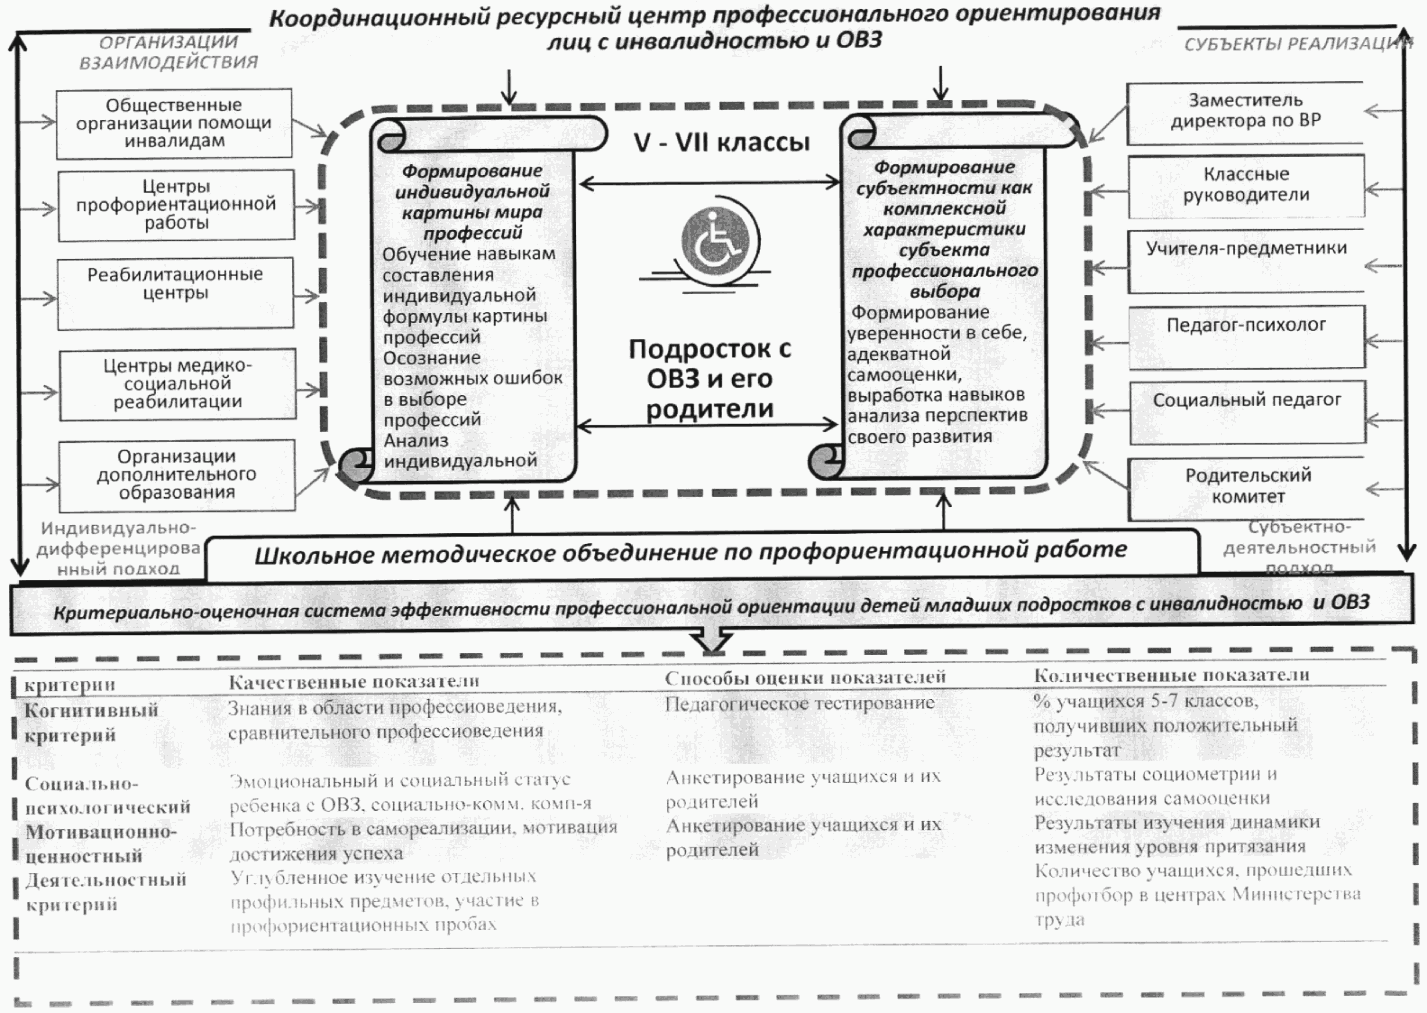 Координационный ресурсный центр профессионального ориентирования
лиц с инвалидностью и ОВЗ
ОРГАНИЗАЦИИ
ВЗАИМОДЕЙСТВИЯ
Общественные
организации помощи
инвалидам
Центры
профориентационной
работы
Реабилитационные
центры
Центры медико-
социальной
реабилитации
Организации
дополнительного
образования
Индивидуально-
дифференцирова
нный подход
Формирование
индивидуальной
картины мира
профессий
Обучение навыкам
составления
индивидуальной
формулы картины
профессий
Осознание
возможных ошибок
в выборе
профессий
Анализ
индивидуальной
V - VII классы
Подросток с
ОВЗ и его
родители
Формирование
субъектности как
комплексной
характеристики
субъекта
профессионального
выбора
Формирование
уверенности в себе,
адекватной
самооценки,
выработка навыков
анализа перспектив
своего развития
СУБЪЕКТЫ РЕАЛИЗАЦИИ
Заместитель
директора по ВР
Классные
руководители
Учителя-предметники
Педагог-психолог
Социальный педагог
Родительский
комитет
Субъектно-
деятельностный
подход
Школьное методическое объединение по профориентационной работе
Критериально-оценочная система эффективности профессиональной ориентации детей младших подростков с инвалидностью и ОВЗ
критерии Качественные показатели Способы оценки показателей Количественные показатели
Когнитивный Знания в области профессиоведения, Педагогическое тестирование % учащихся 5-7 классов,
критерий сравнительного профессиоведения получивших положительный
результат
Социально- Эмоциональный и социальный статус Анкетирование учащихся и их Результаты социометрии и
психологический ребенка с ОВЗ, социально-комм. комп-я родителей исследования самооценки
Мотивационно- Потребность в самореализации, мотивация Анкетирование учащихся и их Результаты изучения динамики
ценностный достижения успеха родителей изменения уровня притязания
Деятельностный Углубленное изучение отдельных Количество учащихся, прошедших
критерий профильных предметов, участие в профотбор в центрах Министерства
профориентационных пробах труда